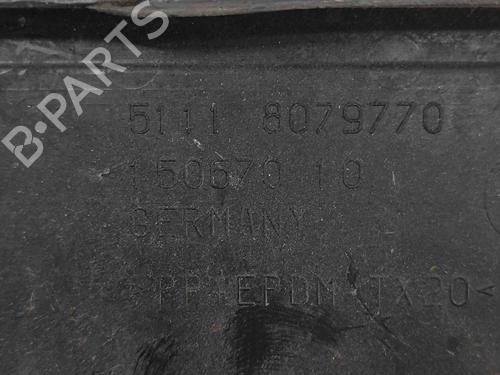 B-PARTS
5111 8079770
150670 10
GERMANY
>PP+EPDM-TX20<